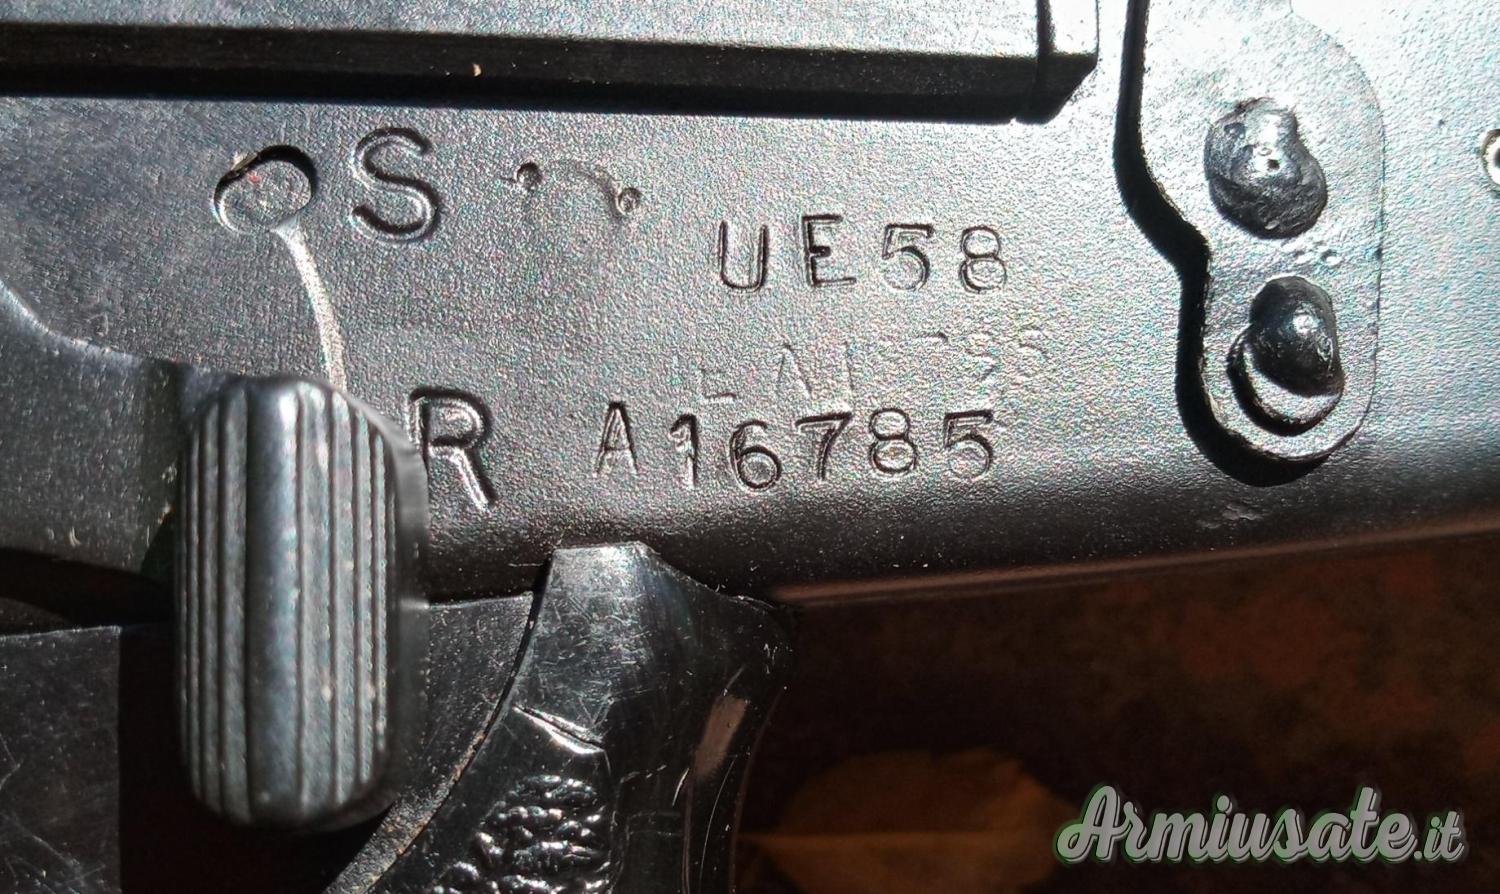 S
UE58
R A16785
Armiusate.it